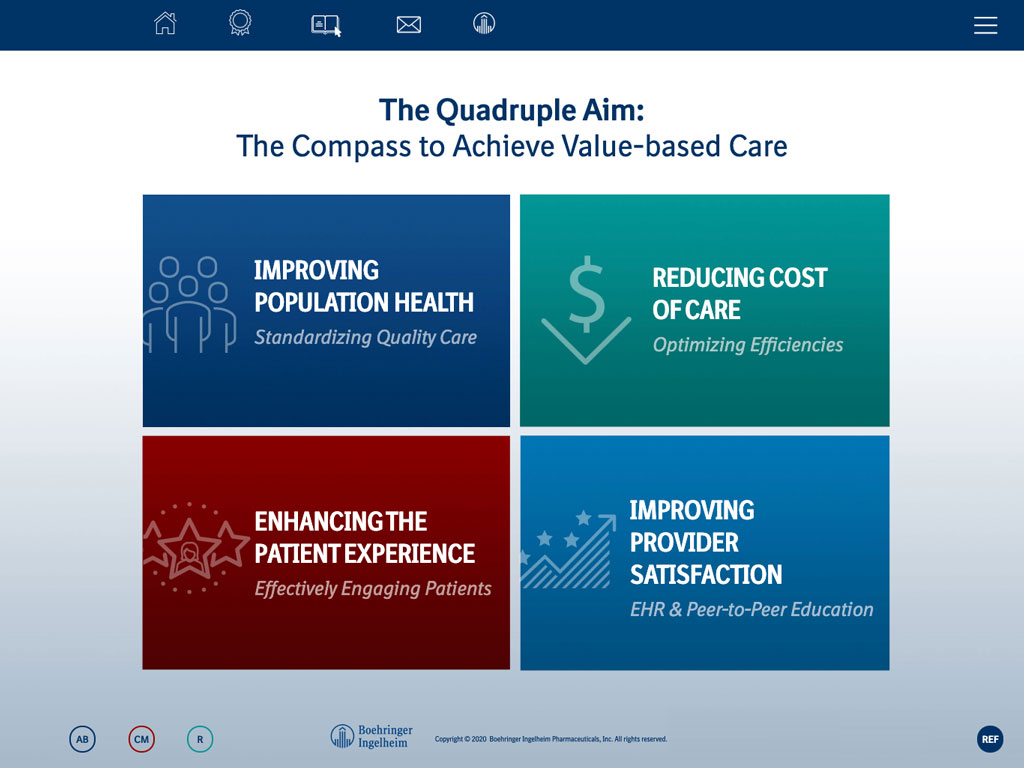 The Quadruple Aim:
The Compass to Achieve Value-based Care
IMPROVING
POPULATION HEALTH
Standardizing Quality Care
REDUCING COST
OF CARE
Optimizing Efficiencies
ENHANCING THE
PATIENT EXPERIENCE
Effectively Engaging Patients
IMPROVING
PROVIDER
SATISFACTION
EHR & Peer-to-Peer Education
AB
CM
R
Boehringer
Ingelheim
Copyright © 2020 Boehringer Ingelheim Pharmaceuticals, Inc. All rights reserved.
REF